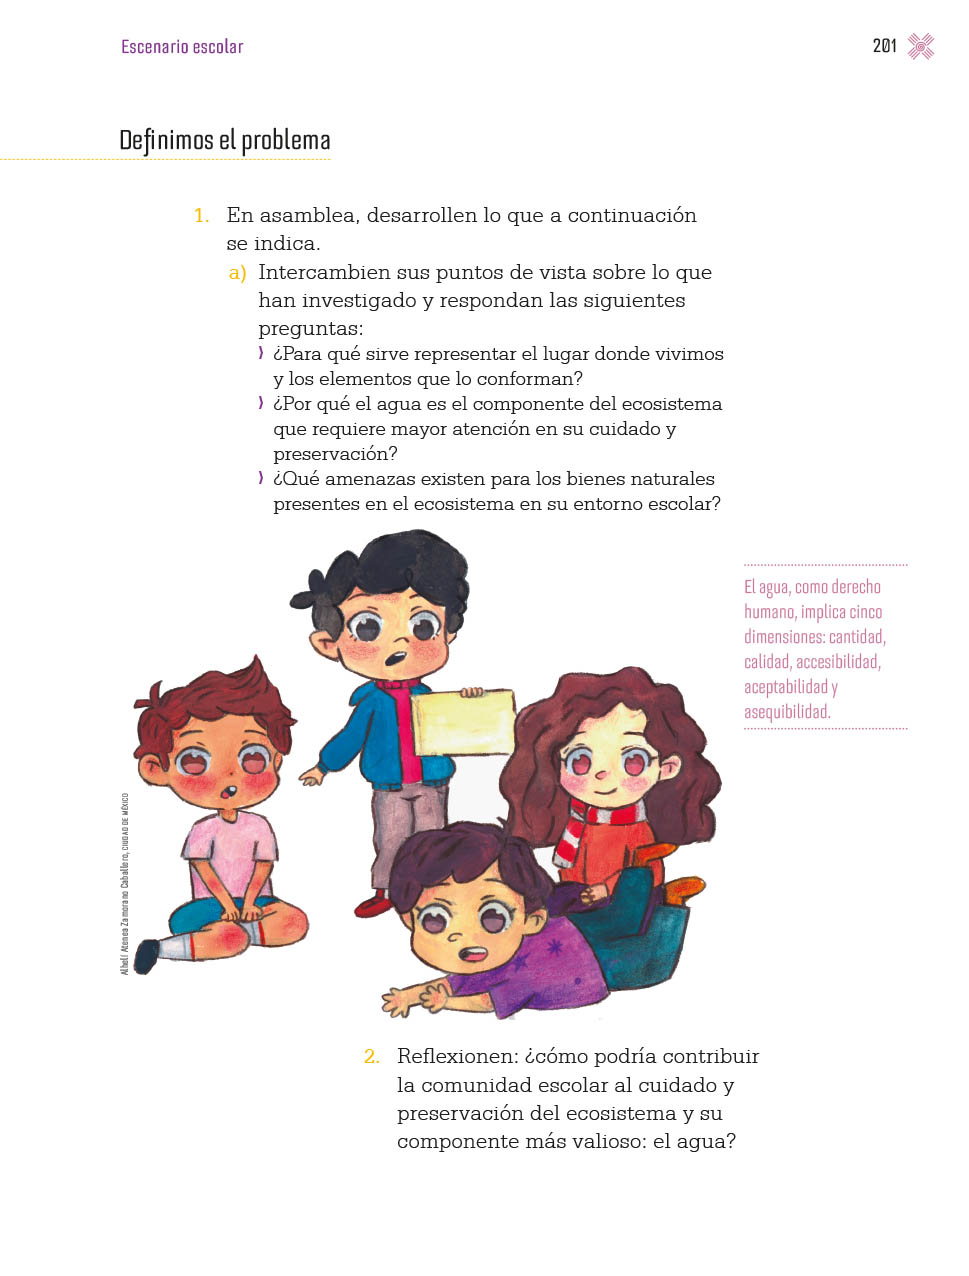 Escenario escolar
201
Definimos el problema
1. En asamblea, desarrollen lo que a continuación
se indica.
a) Intercambien sus puntos de vista sobre lo que
han investigado y respondan las siguientes
preguntas:
⟩ ¿Para qué sirve representar el lugar donde vivimos
y los elementos que lo conforman?
⟩ ¿Por qué el agua es el componente del ecosistema
que requiere mayor atención en su cuidado y
preservación?
⟩ ¿Qué amenazas existen para los bienes naturales
presentes en el ecosistema en su entorno escolar?
El agua, como derecho
humano, implica cinco
dimensiones: cantidad,
calidad, accesibilidad,
aceptabilidad y
asequibilidad.
Alhelí Atenea Zamorano Caballero, CIUDAD DE MÉXICO
2. Reflexionen: ¿cómo podría contribuir
la comunidad escolar al cuidado y
preservación del ecosistema y su
componente más valioso: el agua?